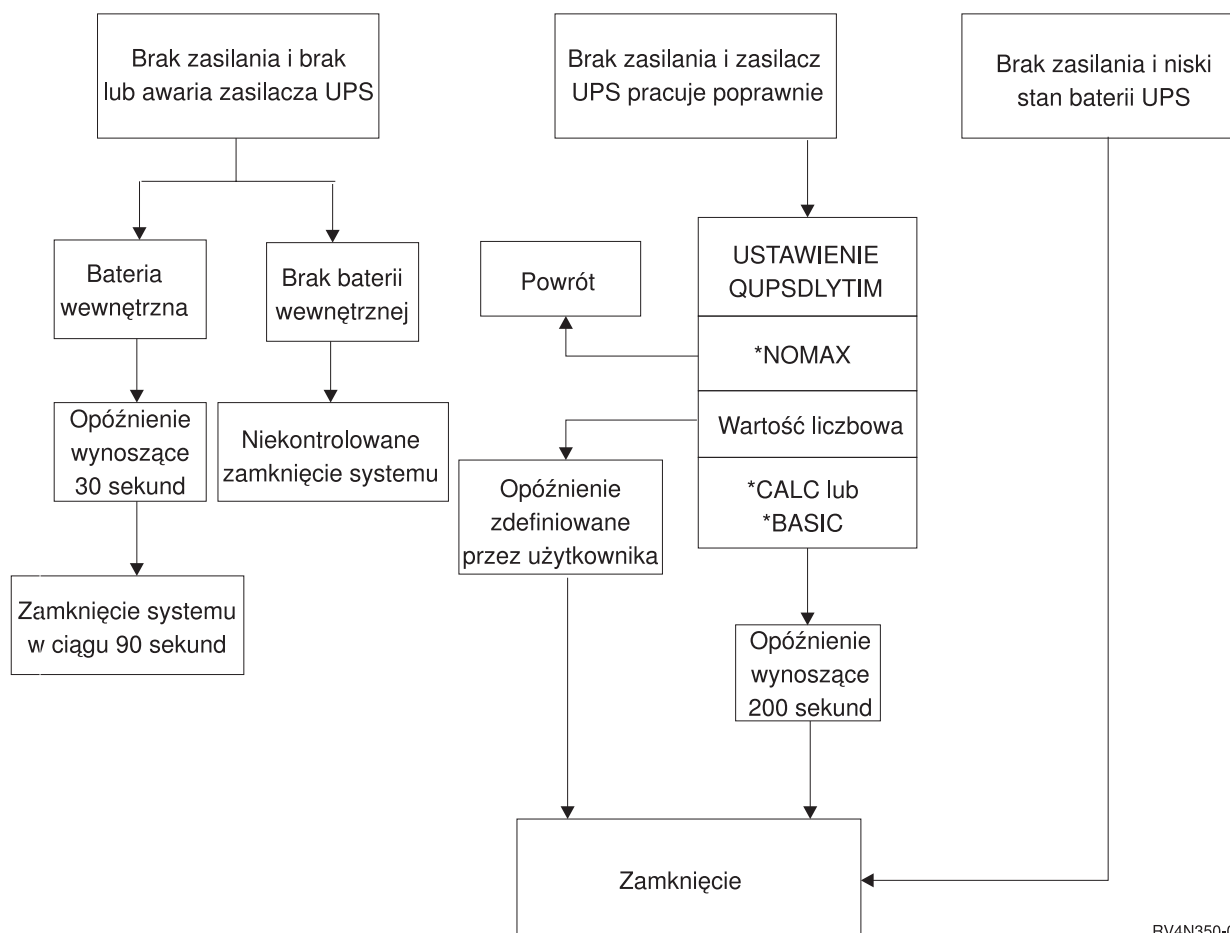 Brak zasilania i brak
lub awaria zasilacza UPS
Brak zasilania i zasilacz
UPS pracuje poprawnie
Brak zasilania i niski
stan baterii UPS
Bateria
wewnętrzna
Brak baterii
wewnętrznej
Powrót
USTAWIENIE
QUPSDLYTIM
*NOMAX
Wartość liczbowa
*CALC lub
*BASIC
Opóźnienie
wynoszące
30 sekund
Niekontrolowane
zamknięcie systemu
Opóźnienie
zdefiniowane
przez użytkownika
Zamknięcie systemu
w ciągu 90 sekund
Opóźnienie
wynoszące
200 sekund
Zamknięcie